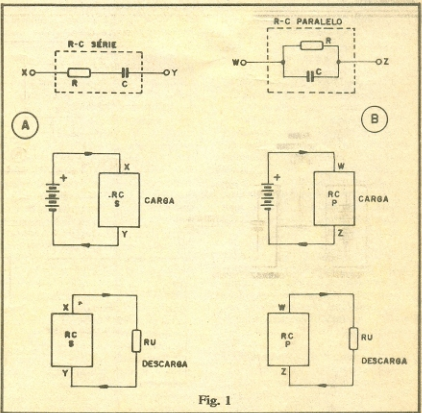 R-C SÉRIE
X
R
C
Y
A
R-C PARALELO
W
R
C
Z
B
+
X
RC
S
Y
CARGA
+
W
RC
P
Z
CARGA
X
RC
S
Y
RU
DESCARGA
W
RC
P
Z
RU
DESCARGA
Fig. 1